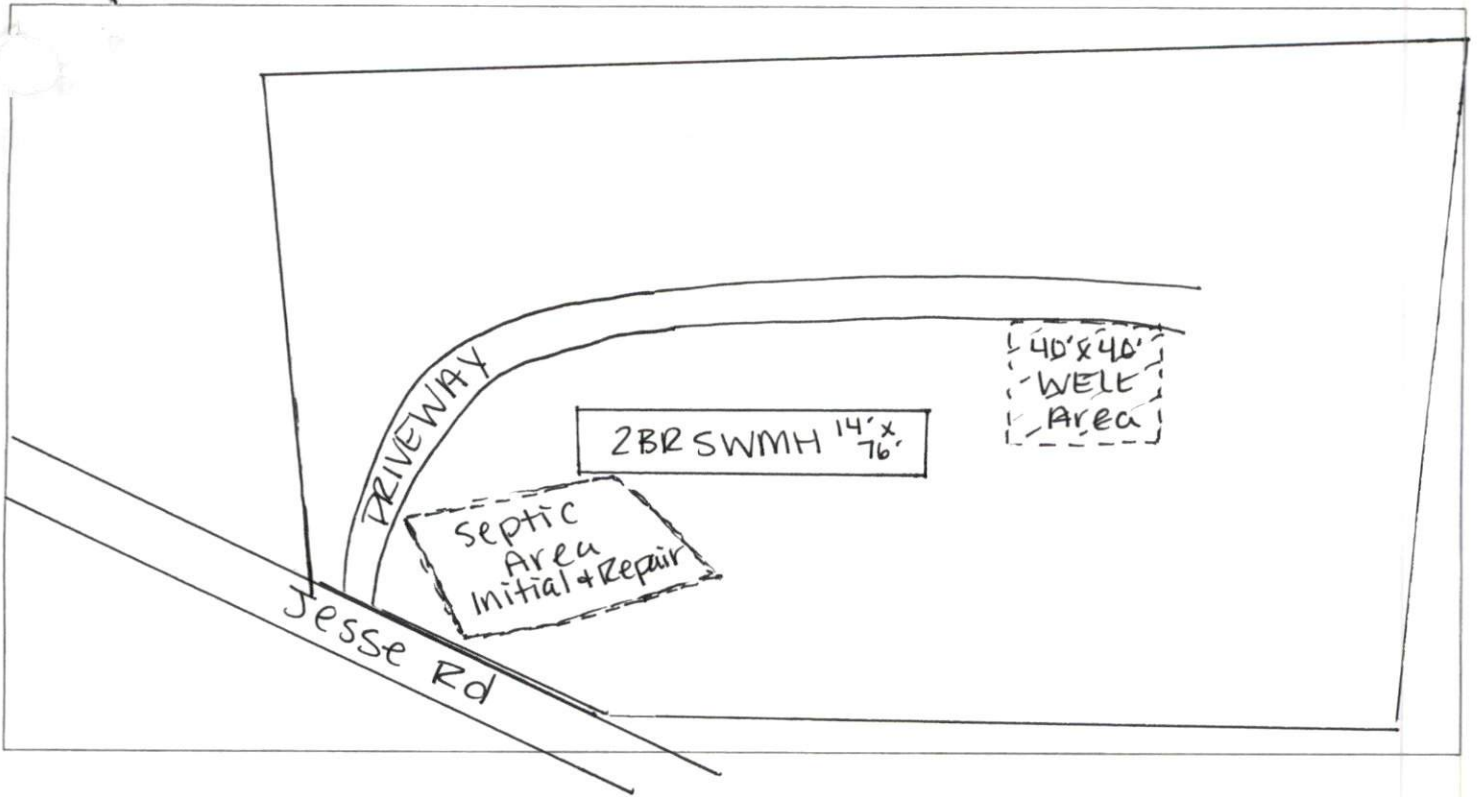 DRIVEWAY
40'x40'
WELL
Area
2BR SWMH 14'x
76'
Septic
Area
Initial & Repair
Jesse Rd